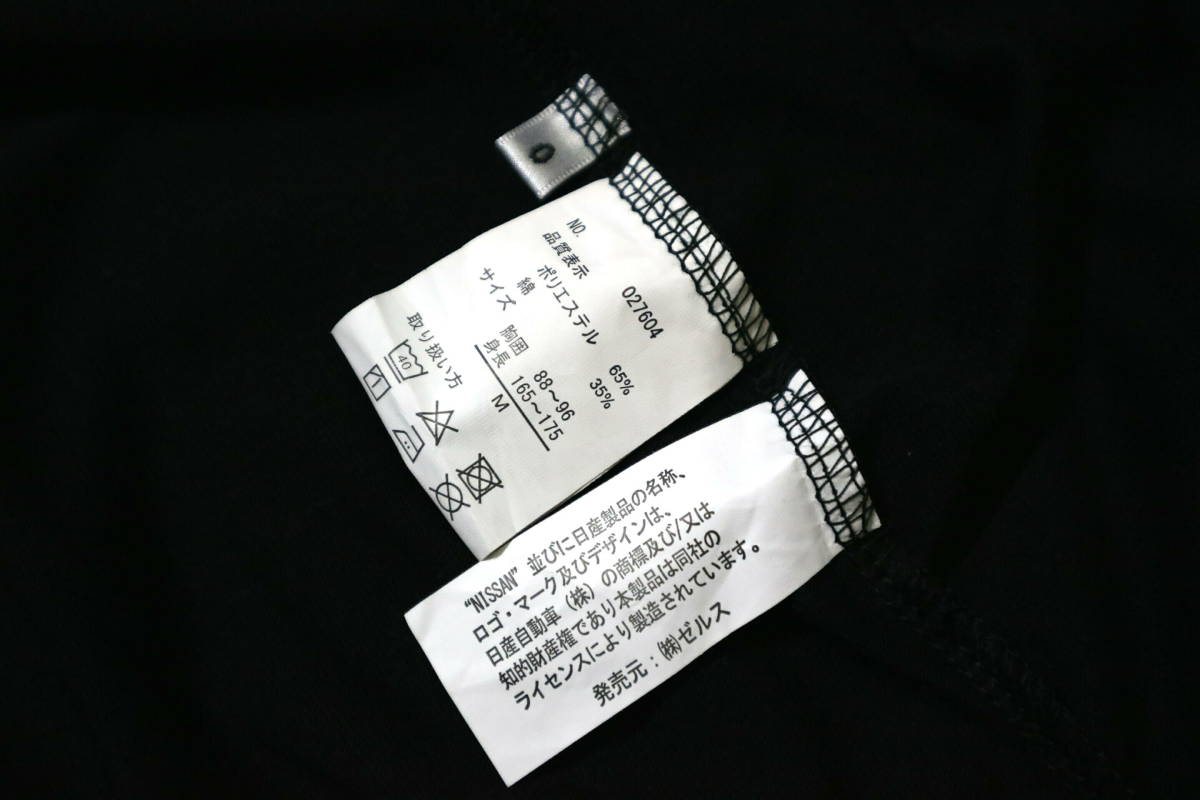 NO. 027604
品質表示
ポリエステル 65%
綿 35%
サイズ
胸囲 88～96
身長 165～175
M
取り扱い方
40
"NISSAN" 並びに日産製品の名称、
ロゴ・マーク及びデザインは、
日産自動車（株）の商標及び/又は
知的財産権であり本製品は同社の
ライセンスにより製造されています。
発売元：㈱ゼルス